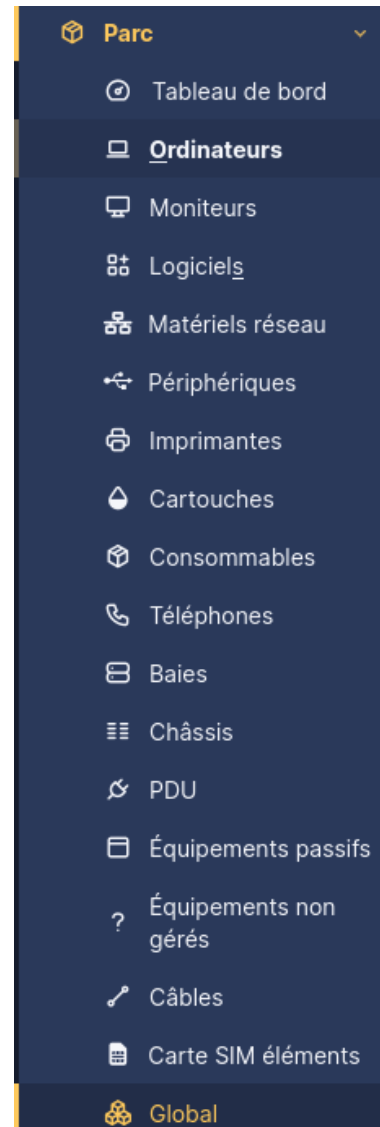 Parc
Tableau de bord
Ordinateurs
Moniteurs
Logiciels
Matériels réseau
Périphériques
Imprimantes
Cartouches
Consommables
Téléphones
Baies
Châssis
PDU
Équipements passifs
Équipements non
gérés
Câbles
Carte SIM éléments
Global